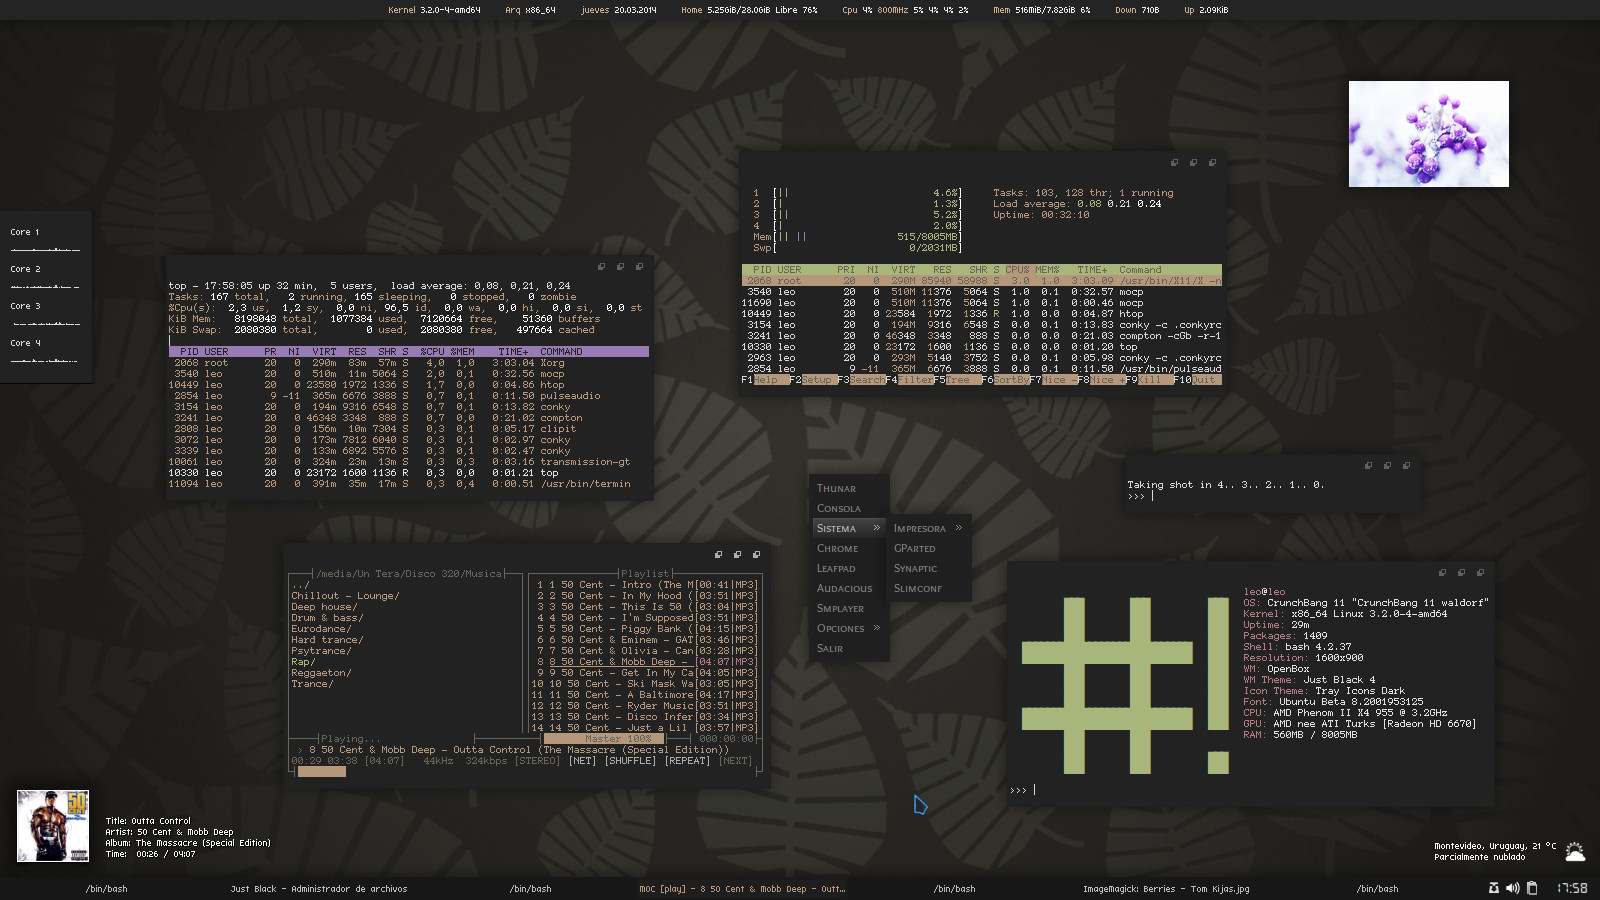 Kernel 3.2.0-4-amd64 Arq x86_64 jueves 20.03.2014 Home 5.25GiB/28.0GiB Libre 76% Cpu 4% 800MHz 5% 4% 4% 2% Mem 516MiB/7.82GiB 6% Down 710B Up 2.09KiB
Core 1
Core 2
Core 3
Core 4
top - 17:58:05 up 32 min, 5 users, load average: 0,08, 0,21, 0,24
Tasks: 167 total, 2 running, 165 sleeping, 0 stopped, 0 zombie
%Cpu(s): 2,3 us, 1,2 sy, 0,0 ni, 96,5 id, 0,0 wa, 0,0 hi, 0,0 si, 0,0 st
KiB Mem: 8198048 total, 1077384 used, 7120664 free, 51360 buffers
KiB Swap: 2080380 total, 0 used, 2080380 free, 497664 cached
PID USER PR NI VIRT RES SHR S %CPU %MEM TIME+ COMMAND
2068 root 20 0 290m 83m 57m S 4,0 1,0 3:03.04 Xorg
3540 leo 20 0 510m 11m 5064 S 2,0 0,1 0:32.56 mocp
10449 leo 20 0 23580 1972 1336 S 1,7 0,0 0:04.86 htop
2854 leo 9 -11 365m 6676 3888 S 0,7 0,1 0:11.50 pulseaudio
3154 leo 20 0 194m 9316 6548 S 0,7 0,1 0:13.82 conky
3241 leo 20 0 46348 3348 888 S 0,7 0,0 0:21.02 compton
2808 leo 20 0 156m 10m 7304 S 0,3 0,1 0:05.17 clipit
3072 leo 20 0 173m 7812 6040 S 0,3 0,1 0:02.97 conky
3339 leo 20 0 133m 6892 5576 S 0,3 0,1 0:02.47 conky
10061 leo 20 0 324m 23m 13m S 0,3 0,3 0:03.16 transmission-gt
10330 leo 20 0 23172 1600 1136 R 0,3 0,0 0:01.21 top
11094 leo 20 0 391m 35m 17m S 0,3 0,4 0:00.51 /usr/bin/termin
1 [|| 4.6%] Tasks: 103, 128 thr; 1 running
2 [| 1.3%] Load average: 0.08 0.21 0.24
3 [|| 5.2%] Uptime: 00:32:10
4 [| 2.0%]
Mem[|| || 515/8005MB]
Swp[ 0/2031MB]
PID USER PRI NI VIRT RES SHR S CPU% MEM% TIME+ Command
2068 root 20 0 290M 85940 58988 S 3.0 1.0 3:03.09 /usr/bin/X11/X -n
3540 leo 20 0 510M 11376 5064 S 1.0 0.1 0:32.57 mocp
11690 leo 20 0 510M 11376 5064 S 1.0 0.1 0:00.46 mocp
10449 leo 20 0 23584 1972 1336 R 1.0 0.0 0:04.87 htop
3154 leo 20 0 194M 9316 6548 S 0.0 0.1 0:13.83 conky -c .conkyrc
3241 leo 20 0 46348 3348 888 S 0.0 0.0 0:21.03 compton -cGb -r-1
10330 leo 20 0 23172 1600 1136 S 0.0 0.0 0:01.20 top
2963 leo 20 0 293M 5140 3752 S 0.0 0.1 0:05.98 conky -c .conkyrc
2854 leo 9 -11 365M 6676 3888 S 0.0 0.1 0:11.50 /usr/bin/pulseaud
F1Help F2Setup F3SearchF4FilterF5Tree F6SortByF7Nice -F8Nice +F9Kill F10Quit
Taking shot in 4.. 3.. 2.. 1.. 0.
>>>
THUNAR
CONSOLA
SISTEMA »
CHROME
LEAFPAD
AUDACIOUS
SMPLAYER
OPCIONES »
SALIR
IMPRESORA »
GPARTED
SYNAPTIC
SLIMCONF
/media/Un Tera/Disco 320/Musica
../
Chillout - Lounge/
Deep house/
Drum & bass/
Eurodance/
Hard trance/
Psytrance/
Rap/
Reggaeton/
Trance/
Playlist
1 1 50 Cent - Intro (The M[00:41|MP3]
2 2 50 Cent - In My Hood ([03:51|MP3]
3 3 50 Cent - This Is 50 ([03:04|MP3]
4 4 50 Cent - I'm Supposed[03:51|MP3]
5 5 50 Cent - Piggy Bank ([04:15|MP3]
6 6 50 Cent & Eminem - GAT[03:46|MP3]
7 7 50 Cent & Olivia - Can[03:28|MP3]
8 8 50 Cent & Mobb Deep - [04:07|MP3]
9 9 50 Cent - Get In My Ca[04:05|MP3]
10 10 50 Cent - Ski Mask Wa[03:05|MP3]
11 11 50 Cent - A Baltimore[04:17|MP3]
12 12 50 Cent - Ryder Music[03:51|MP3]
13 13 50 Cent - Disco Infer[03:34|MP3]
14 14 50 Cent - Just a Lil [03:57|MP3]
Playing... Master 100% 000:00:00
> 8 50 Cent & Mobb Deep - Outta Control (The Massacre (Special Edition))
00:29 03:38 [04:07] 44kHz 324kbps [STEREO] [NET] [SHUFFLE] [REPEAT] [NEXT]
#!
leo@leo
OS: CrunchBang 11 "CrunchBang 11 waldorf"
Kernel: x86_64 Linux 3.2.0-4-amd64
Uptime: 29m
Packages: 1409
Shell: bash 4.2.37
Resolution: 1600x900
WM: OpenBox
WM Theme: Just Black 4
Icon Theme: Tray Icons Dark
Font: Ubuntu Beta 8.2001953125
CPU: AMD Phenom II X4 955 @ 3.2GHz
GPU: AMD nee ATI Turks [Radeon HD 6670]
RAM: 560MB / 8005MB
>>>
50
Title: Outta Control
Artist: 50 Cent & Mobb Deep
Album: The Massacre (Special Edition)
Time: 00:26 / 04:07
Montevideo, Uruguay, 21 °C
Parcialmente nublado
/bin/bash Just Black - Administrador de archivos /bin/bash MOC [play] - 8 50 Cent & Mobb Deep - Outt… /bin/bash ImageMagick: Berries - Tom Kijas.jpg /bin/bash 17:58